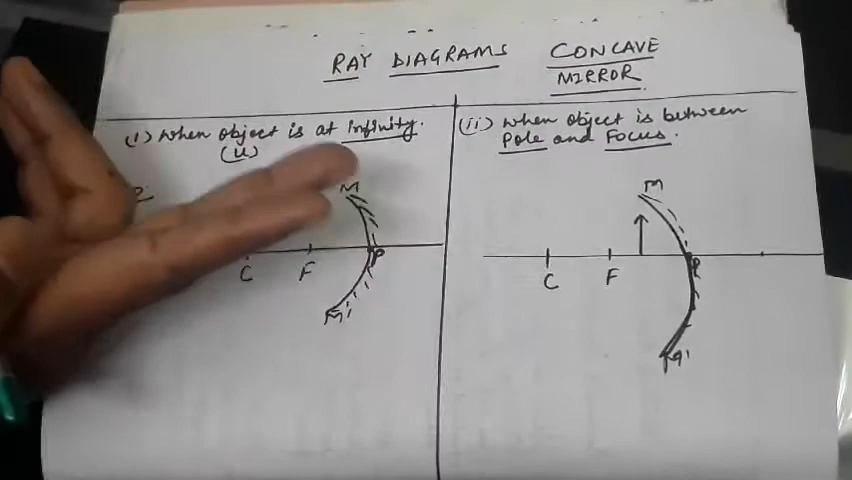 RAY DIAGRAMS CONCAVE
MIRROR
(i) When object is at infinity.
(u)
(ii) When object is between
Pole and Focus.
M
C F P
M'
M
C F P
M'